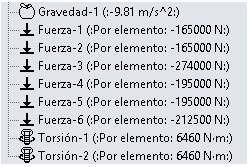 Gravedad-1 (:-9.81 m/s^2:)
Fuerza-1 (:Por elemento: -165000 N:)
Fuerza-2 (:Por elemento: -165000 N:)
Fuerza-3 (:Por elemento: -274000 N:)
Fuerza-4 (:Por elemento: -195000 N:)
Fuerza-5 (:Por elemento: -195000 N:)
Fuerza-6 (:Por elemento: -212500 N:)
Torsión-1 (:Por elemento: 6460 N·m:)
Torsión-2 (:Por elemento: 6460 N·m:)